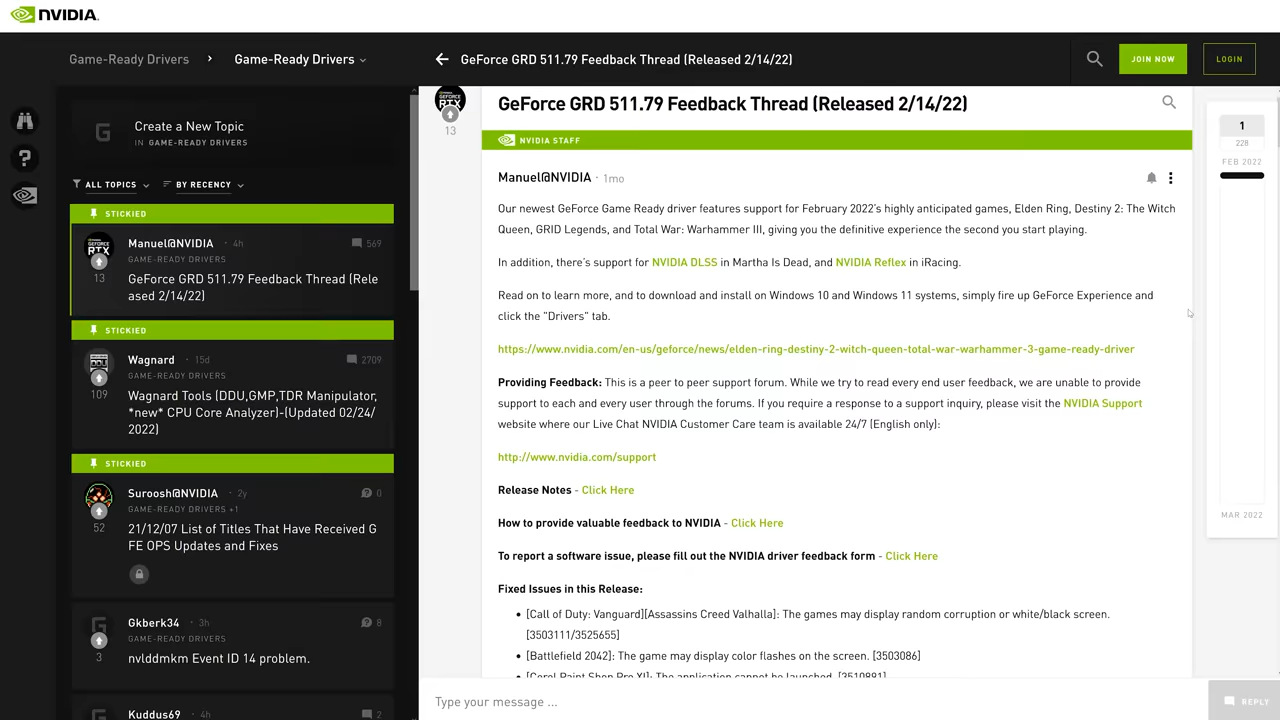 NVIDIA.
Game-Ready Drivers
Game-Ready Drivers
GeForce GRD 511.79 Feedback Thread (Released 2/14/22)
JOIN NOW
LOGIN
Create a New Topic
IN GAME-READY DRIVERS
ALL TOPICS
BY RECENCY
STICKIED
Manuel@NVIDIA · 4h
569
GAME-READY DRIVERS
GEFORCE
RTX
13
GeForce GRD 511.79 Feedback Thread (Rele
ased 2/14/22)
STICKIED
Wagnard · 15d
2709
GAME-READY DRIVERS
DDU
109
Wagnard Tools (DDU,GMP,TDR Manipulator,
*new* CPU Core Analyzer)-(Updated 02/24/
2022)
STICKIED
Suroosh@NVIDIA · 2y
0
GAME-READY DRIVERS +1
52
21/12/07 List of Titles That Have Received G
FE OPS Updates and Fixes
Gkberk34 · 3h
8
GAME-READY DRIVERS
3
nvlddmkm Event ID 14 problem.
Kuddus69 · 4h
2
GEFORCE
RTX
13
GeForce GRD 511.79 Feedback Thread (Released 2/14/22)
NVIDIA STAFF
Manuel@NVIDIA · 1mo
Our newest GeForce Game Ready driver features support for February 2022's highly anticipated games, Elden Ring, Destiny 2: The Witch
Queen, GRID Legends, and Total War: Warhammer III, giving you the definitive experience the second you start playing.
In addition, there's support for NVIDIA DLSS in Martha Is Dead, and NVIDIA Reflex in iRacing.
Read on to learn more, and to download and install on Windows 10 and Windows 11 systems, simply fire up GeForce Experience and
click the "Drivers" tab.
https://www.nvidia.com/en-us/geforce/news/elden-ring-destiny-2-witch-queen-total-war-warhammer-3-game-ready-driver
Providing Feedback: This is a peer to peer support forum. While we try to read every end user feedback, we are unable to provide
support to each and every user through the forums. If you require a response to a support inquiry, please visit the NVIDIA Support
website where our Live Chat NVIDIA Customer Care team is available 24/7 (English only):
http://www.nvidia.com/support
Release Notes - Click Here
How to provide valuable feedback to NVIDIA - Click Here
To report a software issue, please fill out the NVIDIA driver feedback form - Click Here
Fixed Issues in this Release:
• [Call of Duty: Vanguard][Assassins Creed Valhalla]: The games may display random corruption or white/black screen.
[3503111/3525655]
• [Battlefield 2042]: The game may display color flashes on the screen. [3503086]
• [Corel Paint Shop Pro X]: The application cannot be launched. [3510891]
Type your message ...
REPLY
1
228
FEB 2022
MAR 2022